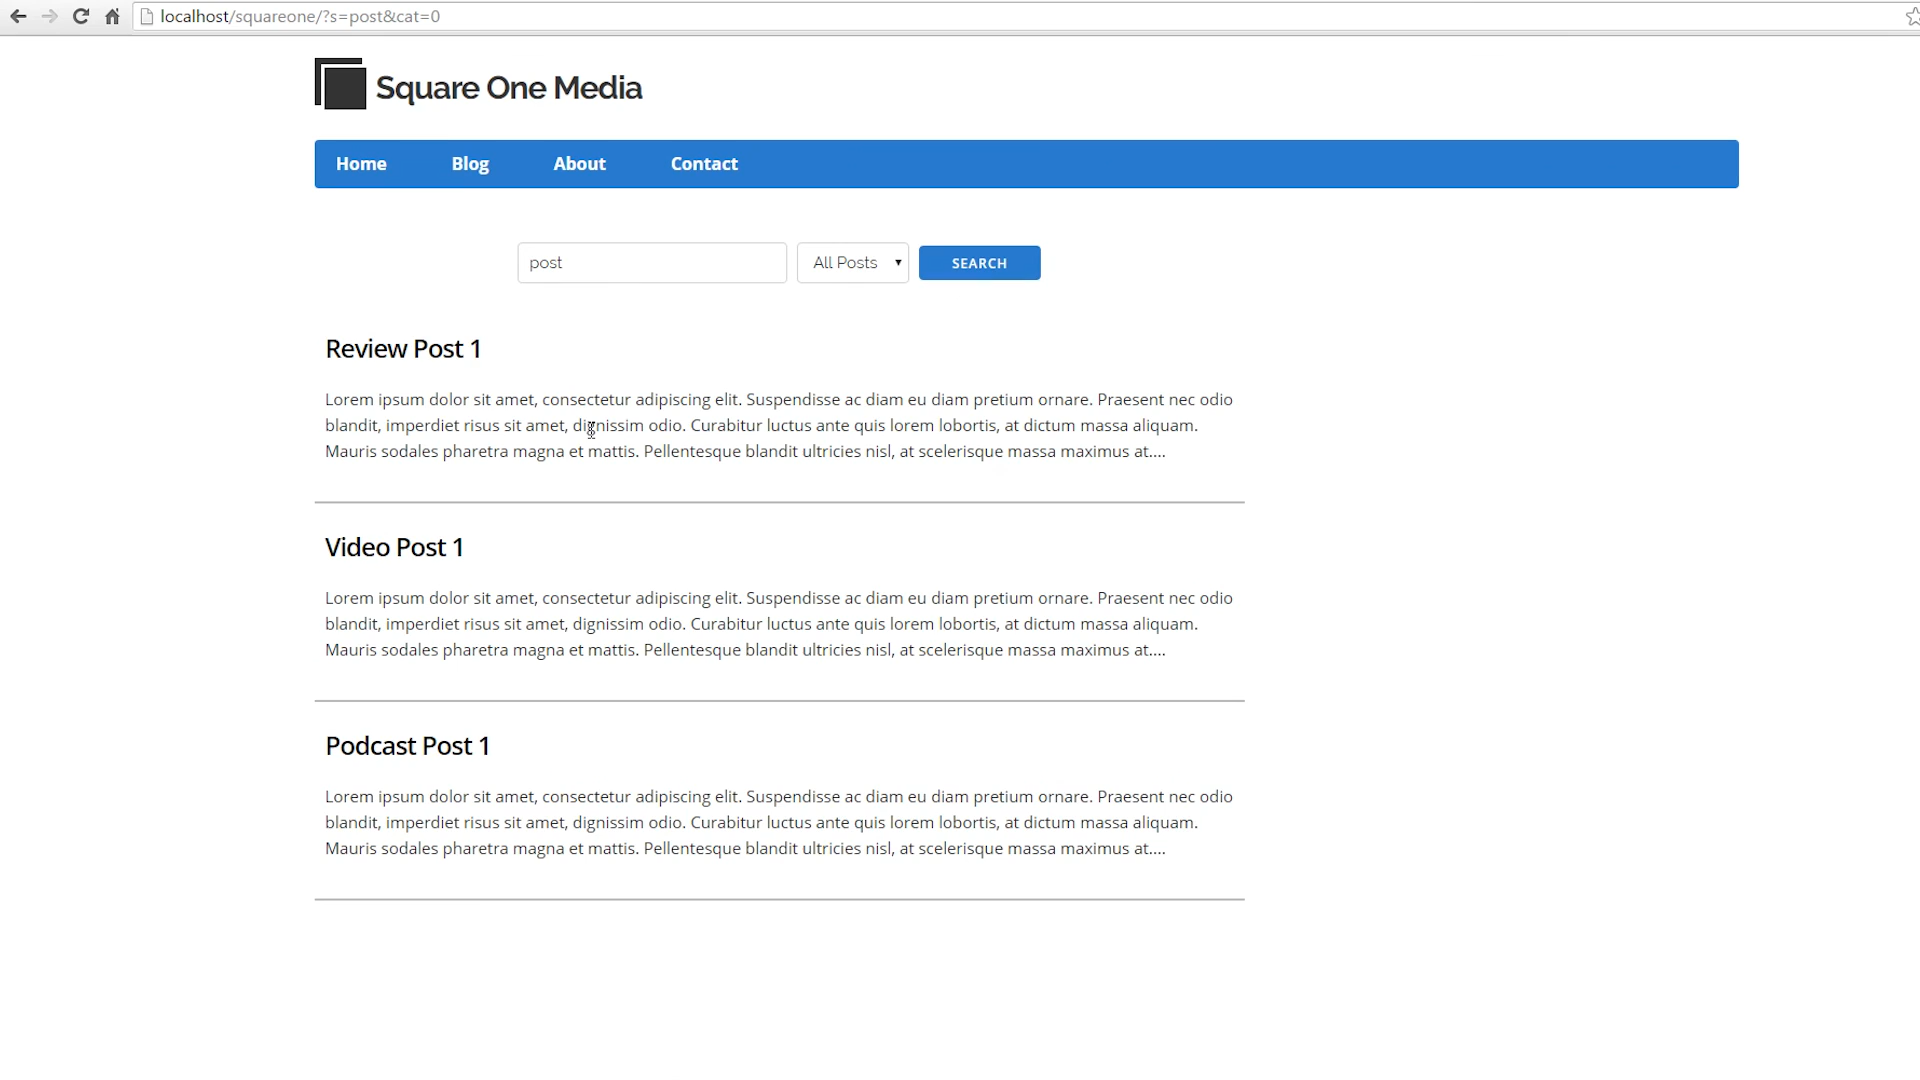 localhost/squareone/?s=post&cat=0
Square One Media
Home Blog About Contact
post All Posts SEARCH
Review Post 1
Lorem ipsum dolor sit amet, consectetur adipiscing elit. Suspendisse ac diam eu diam pretium ornare. Praesent nec odio
blandit, imperdiet risus sit amet, dignissim odio. Curabitur luctus ante quis lorem lobortis, at dictum massa aliquam.
Mauris sodales pharetra magna et mattis. Pellentesque blandit ultricies nisl, at scelerisque massa maximus at....
Video Post 1
Lorem ipsum dolor sit amet, consectetur adipiscing elit. Suspendisse ac diam eu diam pretium ornare. Praesent nec odio
blandit, imperdiet risus sit amet, dignissim odio. Curabitur luctus ante quis lorem lobortis, at dictum massa aliquam.
Mauris sodales pharetra magna et mattis. Pellentesque blandit ultricies nisl, at scelerisque massa maximus at....
Podcast Post 1
Lorem ipsum dolor sit amet, consectetur adipiscing elit. Suspendisse ac diam eu diam pretium ornare. Praesent nec odio
blandit, imperdiet risus sit amet, dignissim odio. Curabitur luctus ante quis lorem lobortis, at dictum massa aliquam.
Mauris sodales pharetra magna et mattis. Pellentesque blandit ultricies nisl, at scelerisque massa maximus at....